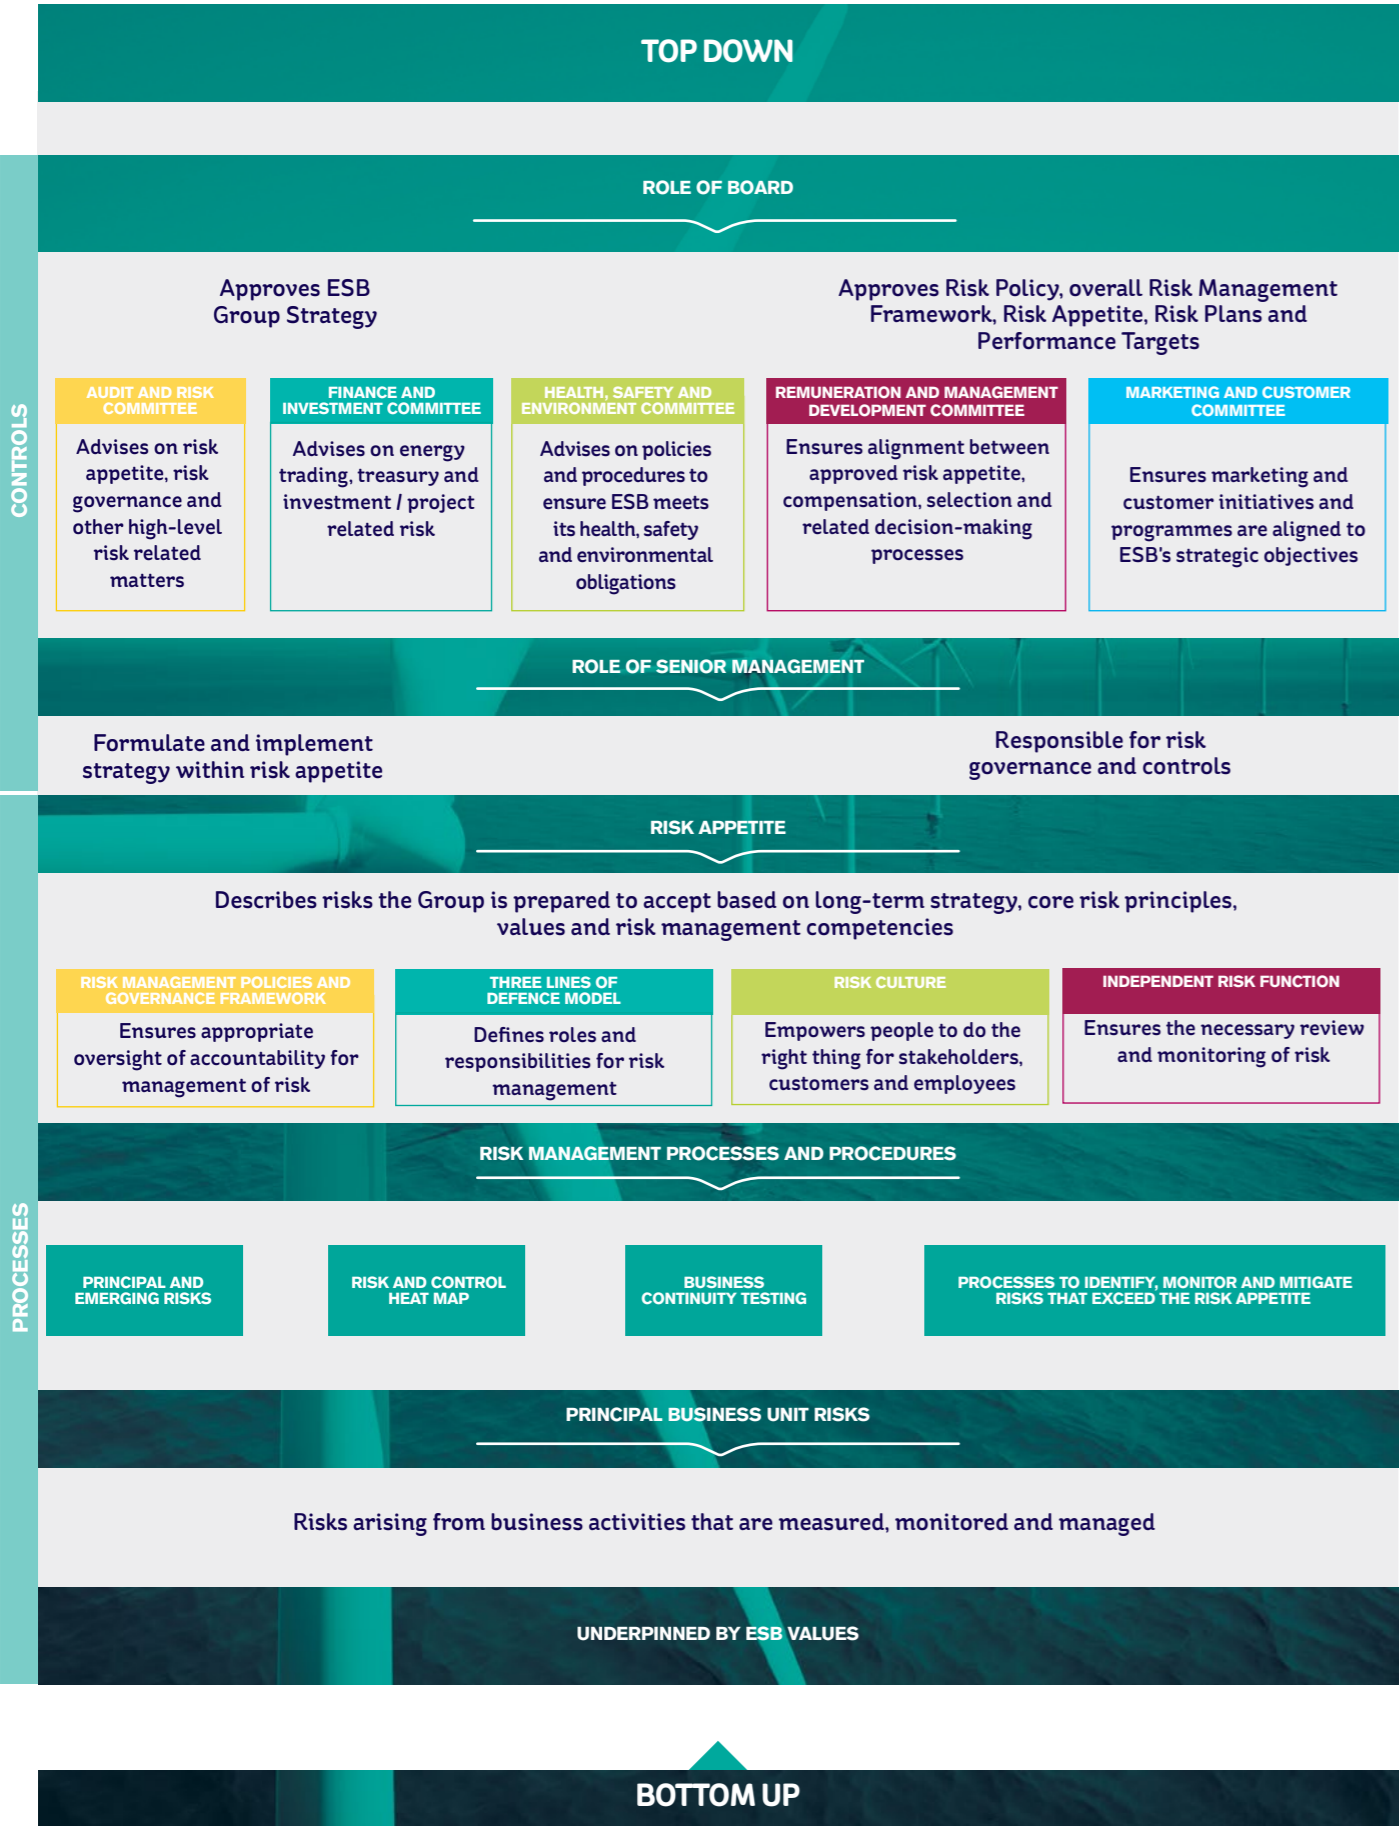 TOP DOWN
CONTROLS
ROLE OF BOARD
Approves ESB
Group Strategy
Approves Risk Policy, overall Risk Management
Framework, Risk Appetite, Risk Plans and
Performance Targets
AUDIT AND RISK
COMMITTEE
Advises on risk
appetite, risk
governance and
other high-level
risk related
matters
FINANCE AND
INVESTMENT COMMITTEE
Advises on energy
trading, treasury and
investment / project
related risk
HEALTH, SAFETY AND
ENVIRONMENT COMMITTEE
Advises on policies
and procedures to
ensure ESB meets
its health, safety
and environmental
obligations
REMUNERATION AND MANAGEMENT
DEVELOPMENT COMMITTEE
Ensures alignment between
approved risk appetite,
compensation, selection and
related decision-making
processes
MARKETING AND CUSTOMER
COMMITTEE
Ensures marketing and
customer initiatives and
programmes are aligned to
ESB's strategic objectives
ROLE OF SENIOR MANAGEMENT
Formulate and implement
strategy within risk appetite
Responsible for risk
governance and controls
PROCESSES
RISK APPETITE
Describes risks the Group is prepared to accept based on long-term strategy, core risk principles,
values and risk management competencies
RISK MANAGEMENT POLICIES AND
GOVERNANCE FRAMEWORK
Ensures appropriate
oversight of accountability for
management of risk
THREE LINES OF
DEFENCE MODEL
Defines roles and
responsibilities for risk
management
RISK CULTURE
Empowers people to do the
right thing for stakeholders,
customers and employees
INDEPENDENT RISK FUNCTION
Ensures the necessary review
and monitoring of risk
RISK MANAGEMENT PROCESSES AND PROCEDURES
PRINCIPAL AND
EMERGING RISKS
RISK AND CONTROL
HEAT MAP
BUSINESS
CONTINUITY TESTING
PROCESSES TO IDENTIFY, MONITOR AND MITIGATE
RISKS THAT EXCEED THE RISK APPETITE
PRINCIPAL BUSINESS UNIT RISKS
Risks arising from business activities that are measured, monitored and managed
UNDERPINNED BY ESB VALUES
BOTTOM UP